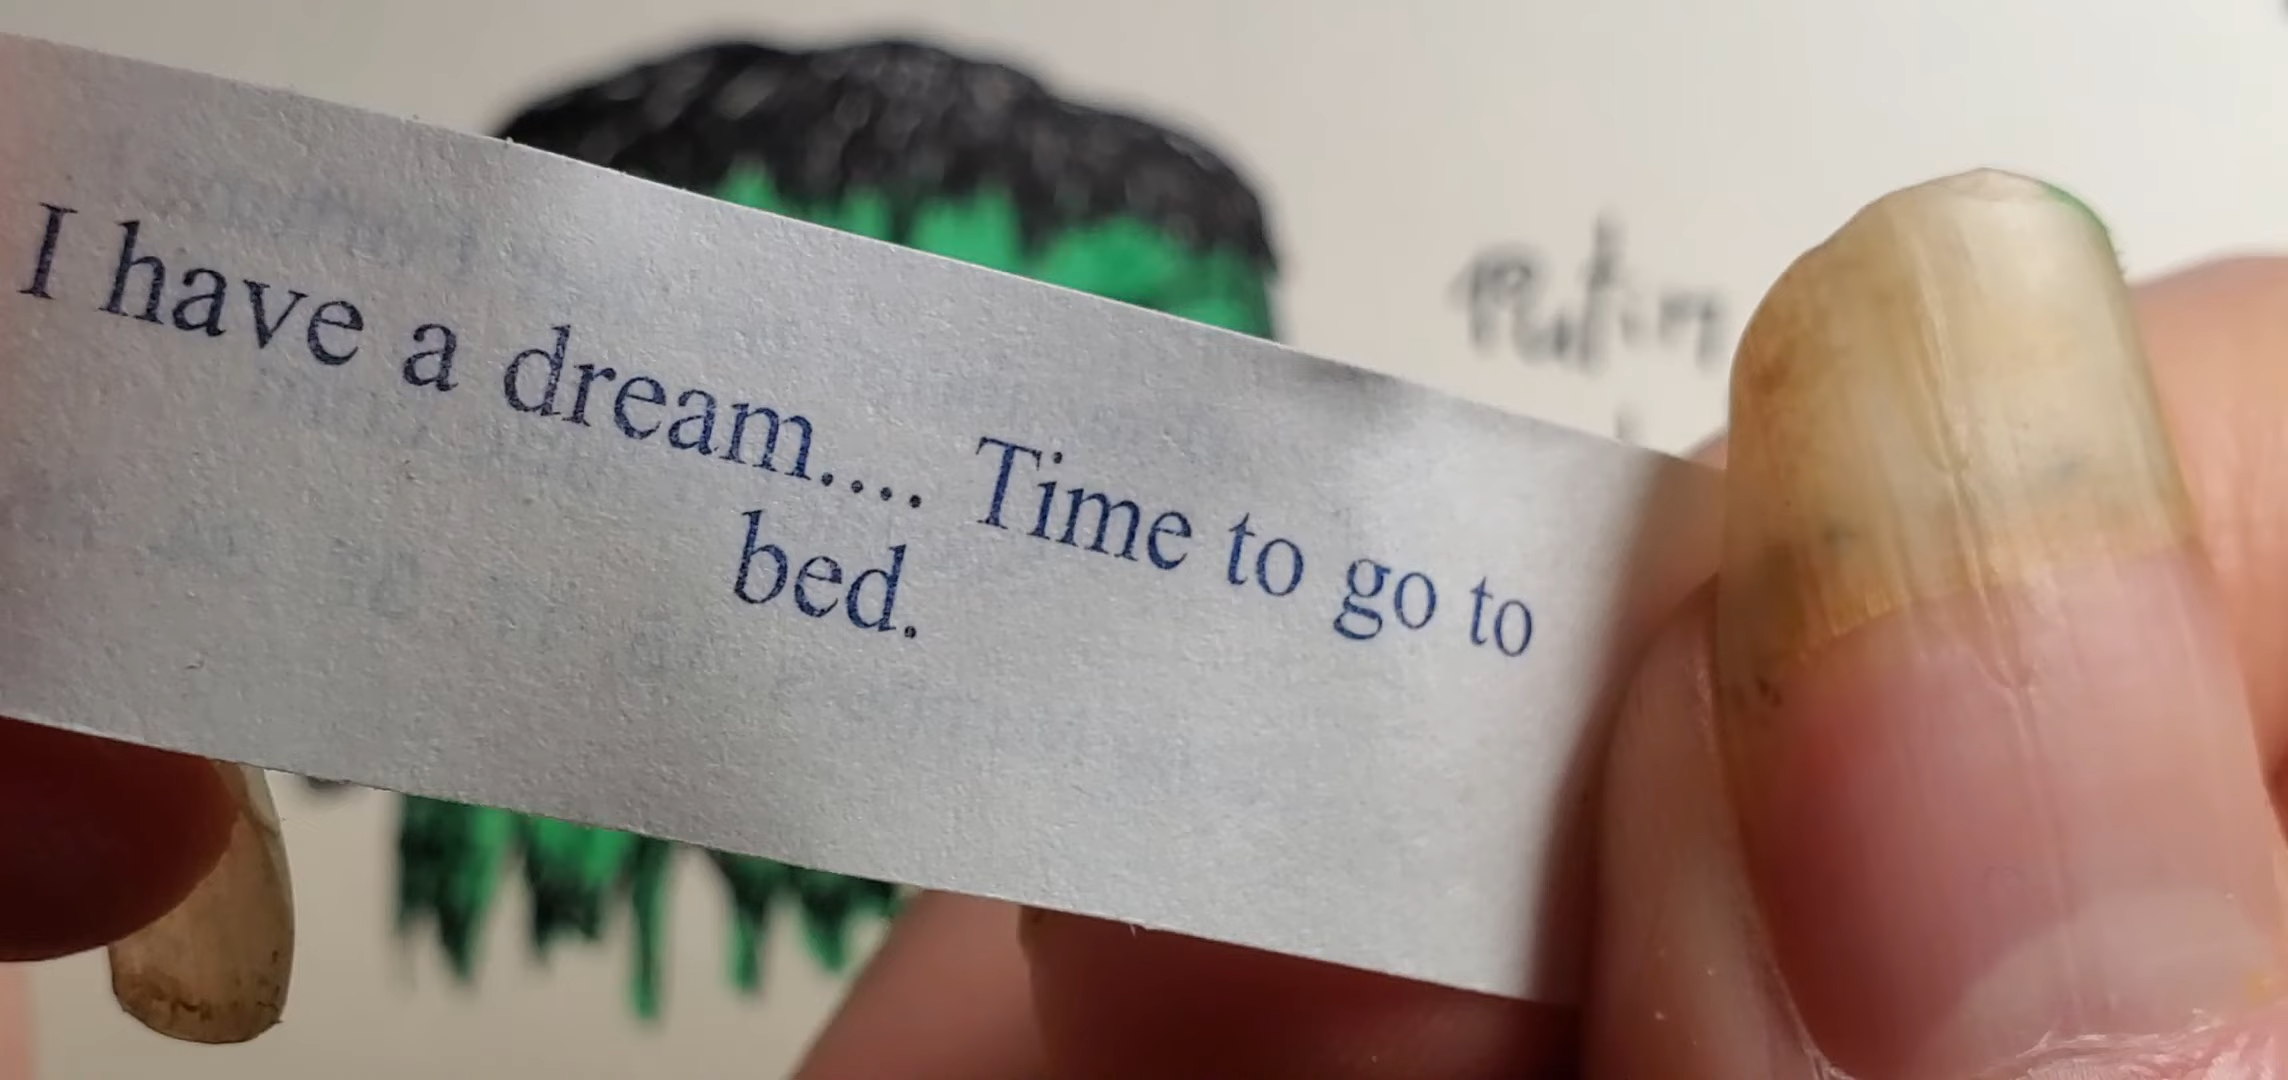 I have a dream.... Time to go to
bed.